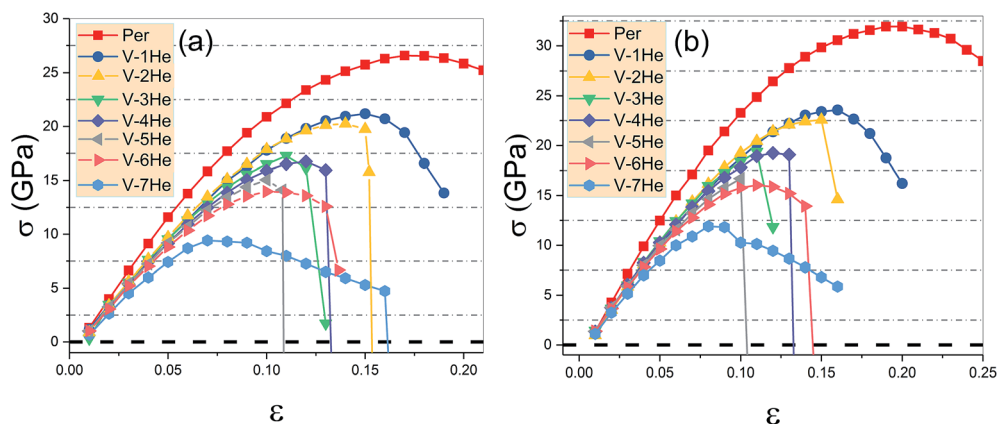 (a)
σ (GPa)
30
25
20
15
10
5
0
Per
V-1He
V-2He
V-3He
V-4He
V-5He
V-6He
V-7He
0.00 0.05 0.10 0.15 0.20
ε
(b)
σ (GPa)
30
25
20
15
10
5
0
Per
V-1He
V-2He
V-3He
V-4He
V-5He
V-6He
V-7He
0.00 0.05 0.10 0.15 0.20 0.25
ε